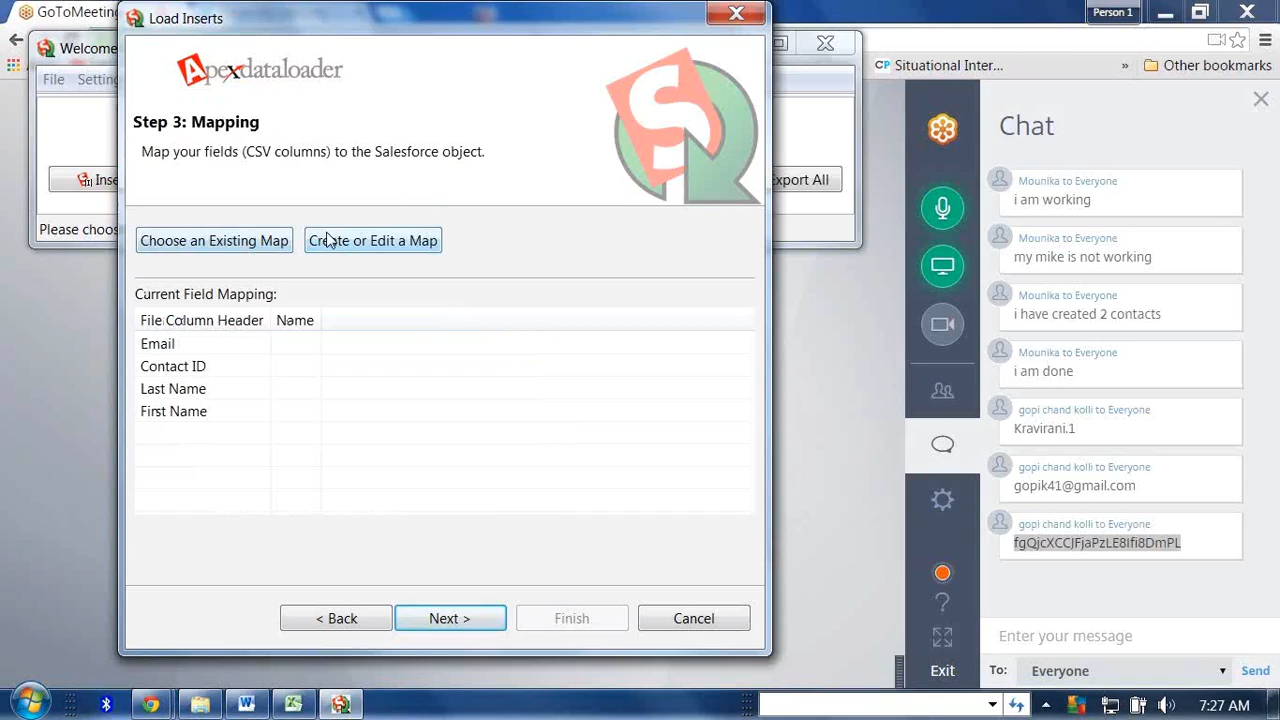 GoToMeeting
Person 1
Load Inserts
Welcome
CP Situational Inter...
»
Other bookmarks
File
Apexdataloader
Chat
Step 3: Mapping
Map your fields (CSV columns) to the Salesforce object.
Export All
Please choos
Choose an Existing Map
Create or Edit a Map
Current Field Mapping:
File Column Header
Name
Email
Contact ID
Last Name
First Name
< Back
Next >
Finish
Cancel
Mounika to Everyone
i am working
Mounika to Everyone
my mike is not working
Mounika to Everyone
i have created 2 contacts
Mounika to Everyone
i am done
gopi chand kolli to Everyone
Kravirani.1
gopi chand kolli to Everyone
gopik41@gmail.com
gopi chand kolli to Everyone
Enter your message
Exit
To: Everyone
Send
7:27 AM